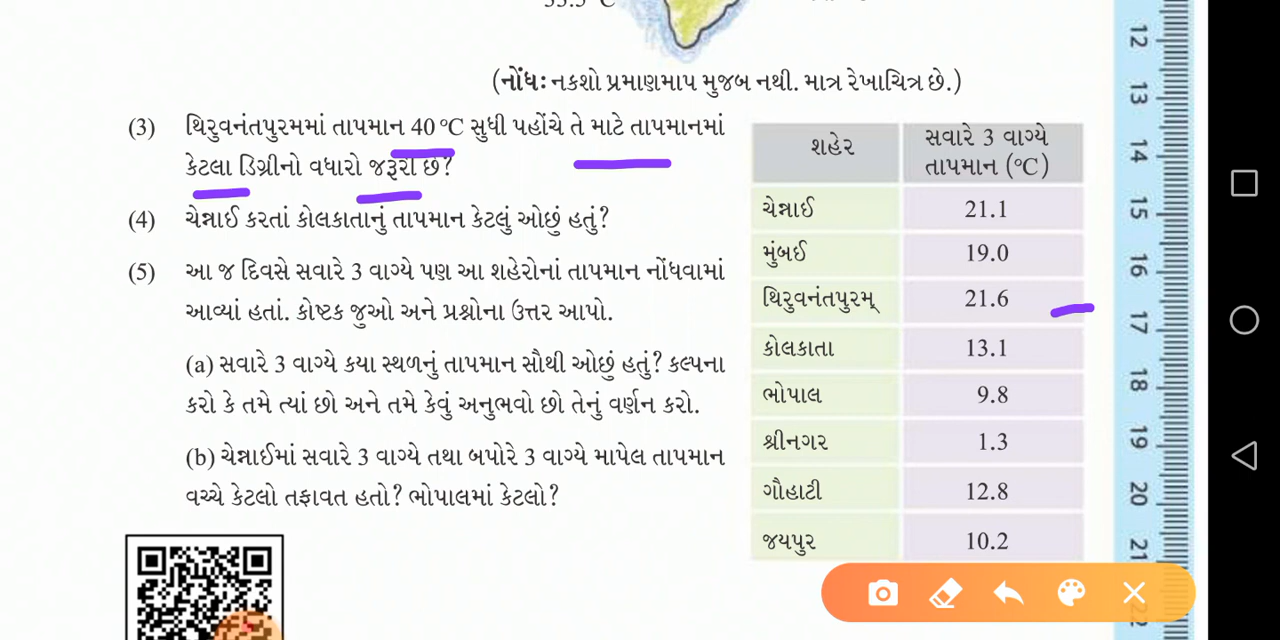 (નોંધઃ નકશો પ્રમાણમાપ મુજબ નથી. માત્ર રેખાચિત્ર છે.)
(3) થિરુવનંતપુરમમાં તાપમાન 40 °C સુધી પહોંચે તે માટે તાપમાનમાં
કેટલા ડિગ્રીનો વધારો જરૂરી છે?
(4) ચેન્નાઈ કરતાં કોલકાતાનું તાપમાન કેટલું ઓછું હતું?
(5) આ જ દિવસે સવારે 3 વાગ્યે પણ આ શહેરોનાં તાપમાન નોંધવામાં
આવ્યાં હતાં. કોષ્ટક જુઓ અને પ્રશ્નોના ઉત્તર આપો.
(a) સવારે 3 વાગ્યે કયા સ્થળનું તાપમાન સૌથી ઓછું હતું? કલ્પના
કરો કે તમે ત્યાં છો અને તમે કેવું અનુભવો છો તેનું વર્ણન કરો.
(b) ચેન્નાઈમાં સવારે 3 વાગ્યે તથા બપોરે 3 વાગ્યે માપેલ તાપમાન
વચ્ચે કેટલો તફાવત હતો? ભોપાલમાં કેટલો?
શહેર સવારે 3 વાગ્યે
તાપમાન (°C)
ચેન્નાઈ 21.1
મુંબઈ 19.0
થિરુવનંતપુરમ્ 21.6
કોલકાતા 13.1
ભોપાલ 9.8
શ્રીનગર 1.3
ગૌહાટી 12.8
જયપુર 10.2
12
13
14
15
16
17
18
19
20
21
22